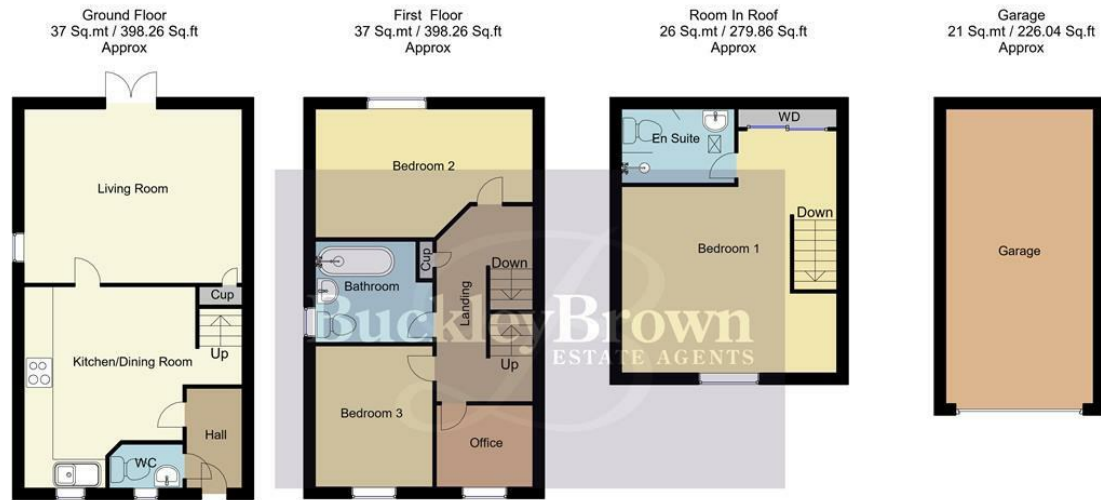 Ground Floor
37 Sq.mt / 398.26 Sq.ft
Approx
First Floor
37 Sq.mt / 398.26 Sq.ft
Approx
Room In Roof
26 Sq.mt / 279.86 Sq.ft
Approx
Garage
21 Sq.mt / 226.04 Sq.ft
Approx
Living Room
Cup
Up
Kitchen/Dining Room
Hall
WC
Bedroom 2
Cup
Down
Bathroom
Landing
Up
Bedroom 3
Office
En Suite
WD
Down
Bedroom 1
Garage
B
BuckleyBrown
ESTATE AGENTS